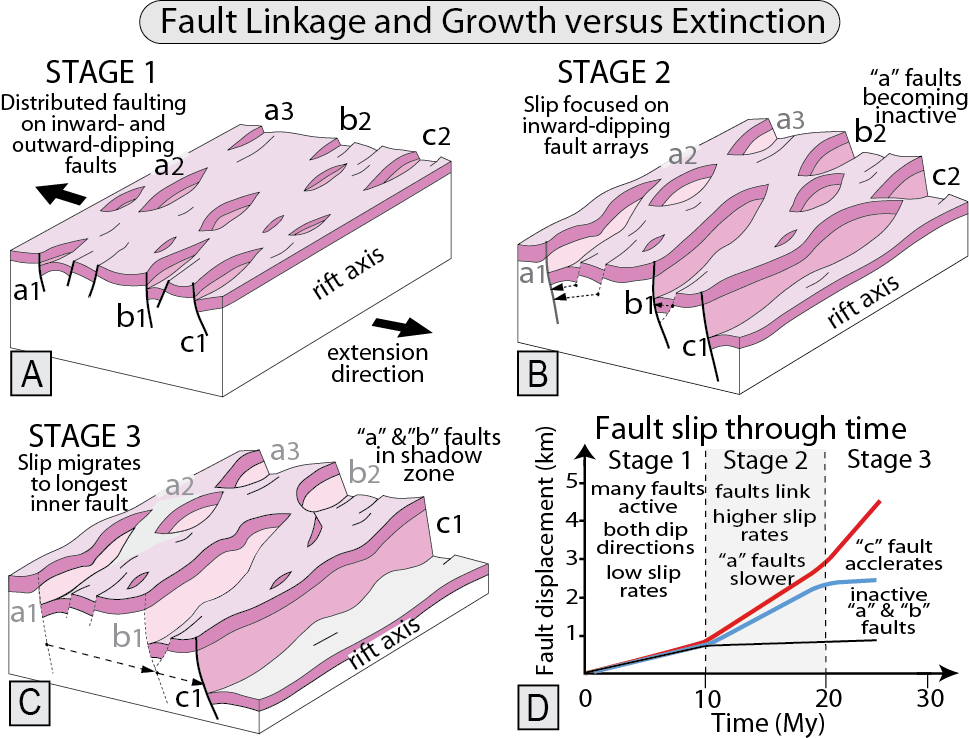 Fault Linkage and Growth versus Extinction
STAGE 1
Distributed faulting
on inward- and
outward-dipping
faults
a3
b2
c2
a2
a1
b1
c1
rift axis
extension
direction
A
STAGE 2
Slip focused on
inward-dipping
fault arrays
"a" faults
becoming
inactive
a3
b2
a2
c2
a1
b1
c1
rift axis
B
STAGE 3
Slip migrates
to longest
inner fault
"a" &"b" faults
in shadow
zone
a3
b2
a2
c1
a1
b1
c1
rift axis
C
Fault slip through time
Fault displacement (km)
Stage 1
Stage 2
Stage 3
many faults
active
both dip
directions
low slip
rates
faults link
higher slip
rates
"a" faults
slower
"c" fault
acclerates
inactive
"a" & "b"
faults
5
4
3
2
1
0
10
20
30
Time (My)
D